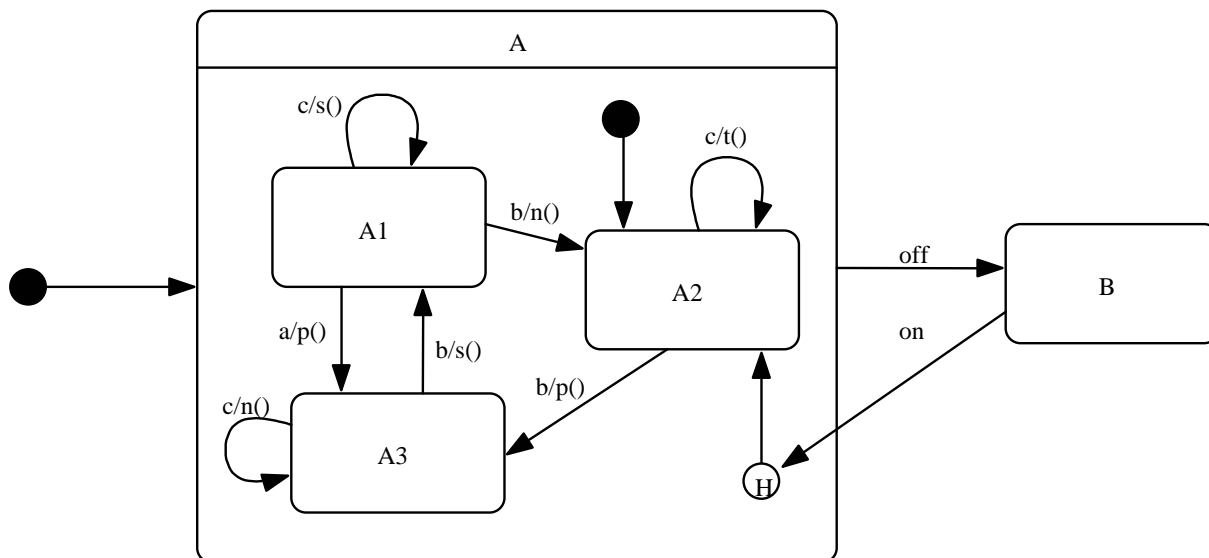 A
c/s()
c/t()
A1
b/n()
A2
off
B
a/p()
b/s()
on
b/p()
c/n()
A3
H